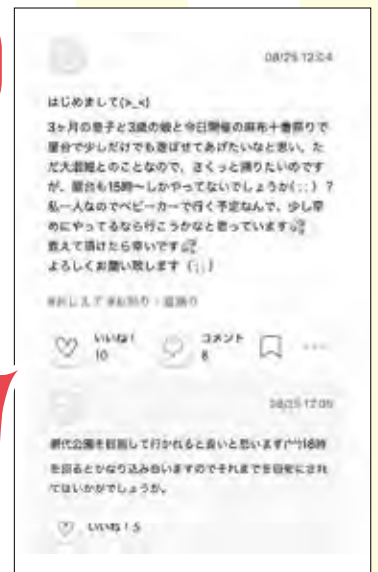 08/25 12:04
はじめまして(>_<)
3ヶ月の息子と3歳の娘と今日開催の麻布十番祭りで
屋台で少しだけでも遊ばせてあげたいなと思い、た
だ大混雑とのことなので、さくっと帰りたいのです
が、屋台も15時〜しかやってないでしょうか(;;)?
私一人なのでベビーカーで行く予定なんで、少し早
めにやってるなら行こうかなと思っています💦
教えて頂けたら幸いです💦
よろしくお願い致します (;;)
#おしえて #お祭り・盆踊り
いいね! コメント
10 8
08/25 12:09
網代公園を目指して行かれると良いと思います(^^)16時
を回るとかなり込み合いますのでそれまでを目安にされ
てはいかがでしょうか。
いいね! 5